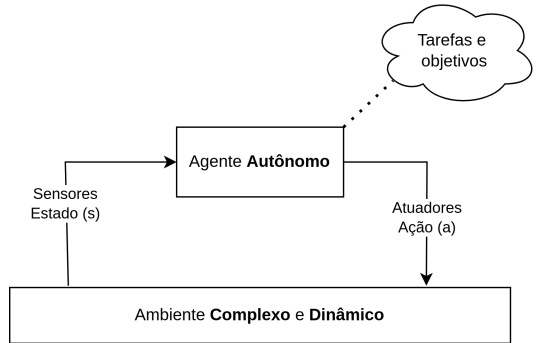 Tarefas e
objetivos
Agente Autônomo
Sensores
Estado (s)
Atuadores
Ação (a)
Ambiente Complexo e Dinâmico